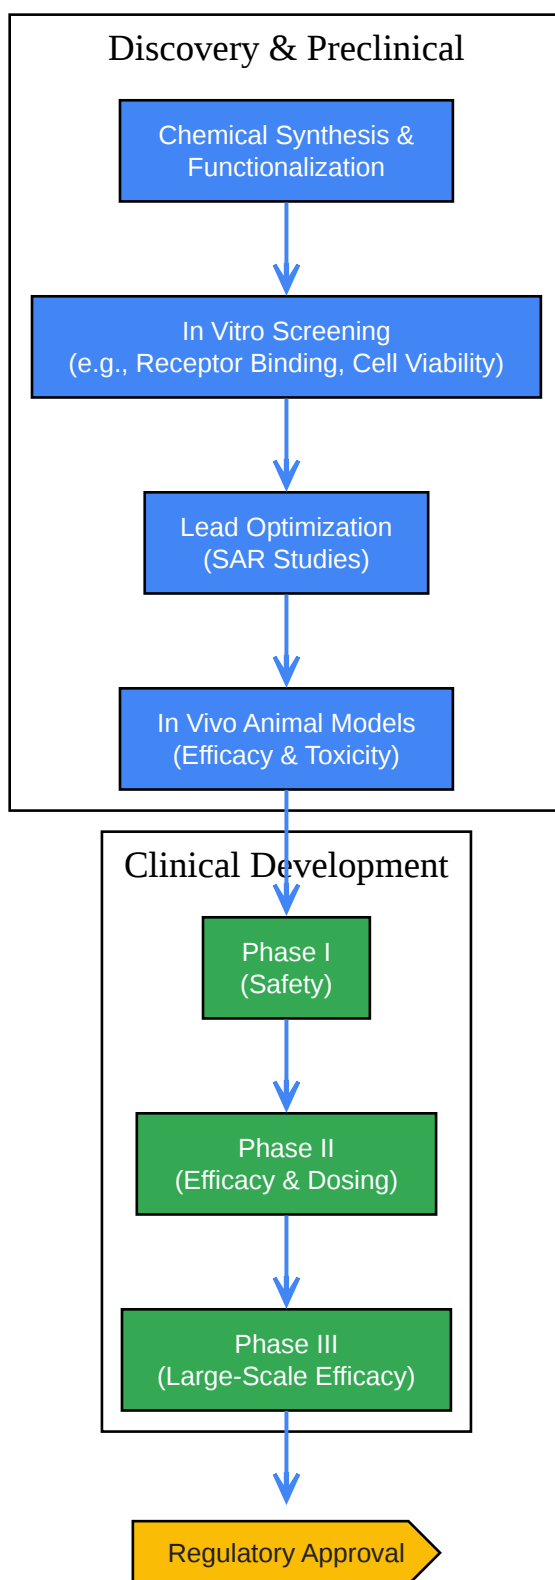 Discovery & Preclinical
Chemical Synthesis &
Functionalization
In Vitro Screening
(e.g., Receptor Binding, Cell Viability)
Lead Optimization
(SAR Studies)
In Vivo Animal Models
(Efficacy & Toxicity)
Clinical Development
Phase I
(Safety)
Phase II
(Efficacy & Dosing)
Phase III
(Large-Scale Efficacy)
Regulatory Approval